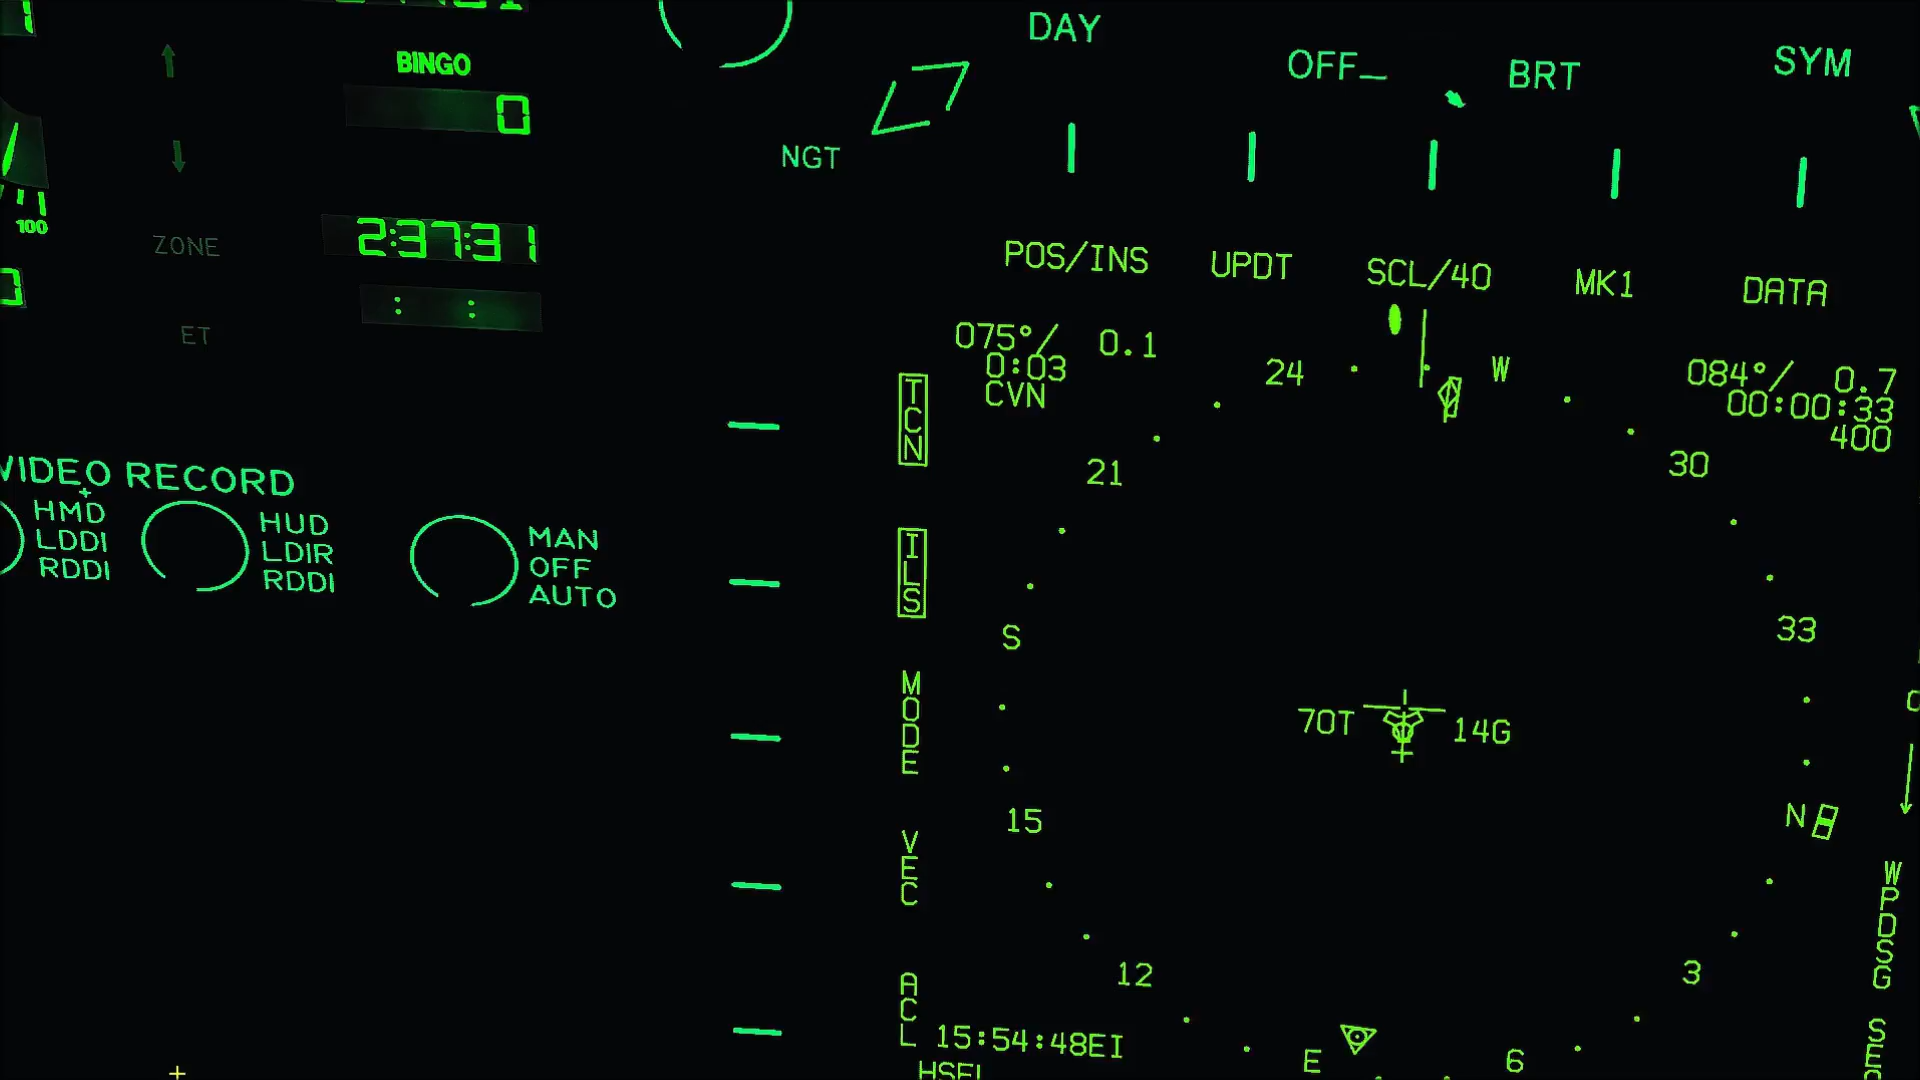 BINGO
0
100
ZONE
2:37:31
: :
ET
VIDEO RECORD
HMD
LDDI
RDDI
HUD
LDIR
RDDI
MAN
OFF
AUTO
DAY
NGT
OFF
BRT
SYM
POS/INS UPDT SCL/40 MK1 DATA
075°/ 0.1
0:03
CVN
084°/ 0.7
00:00:33
400
TCN
ILS
MODE
VEC
ACL
24
W
21
30
S
33
70T
14G
15
N
12
3
E
6
WPDSG
15:54:48EI